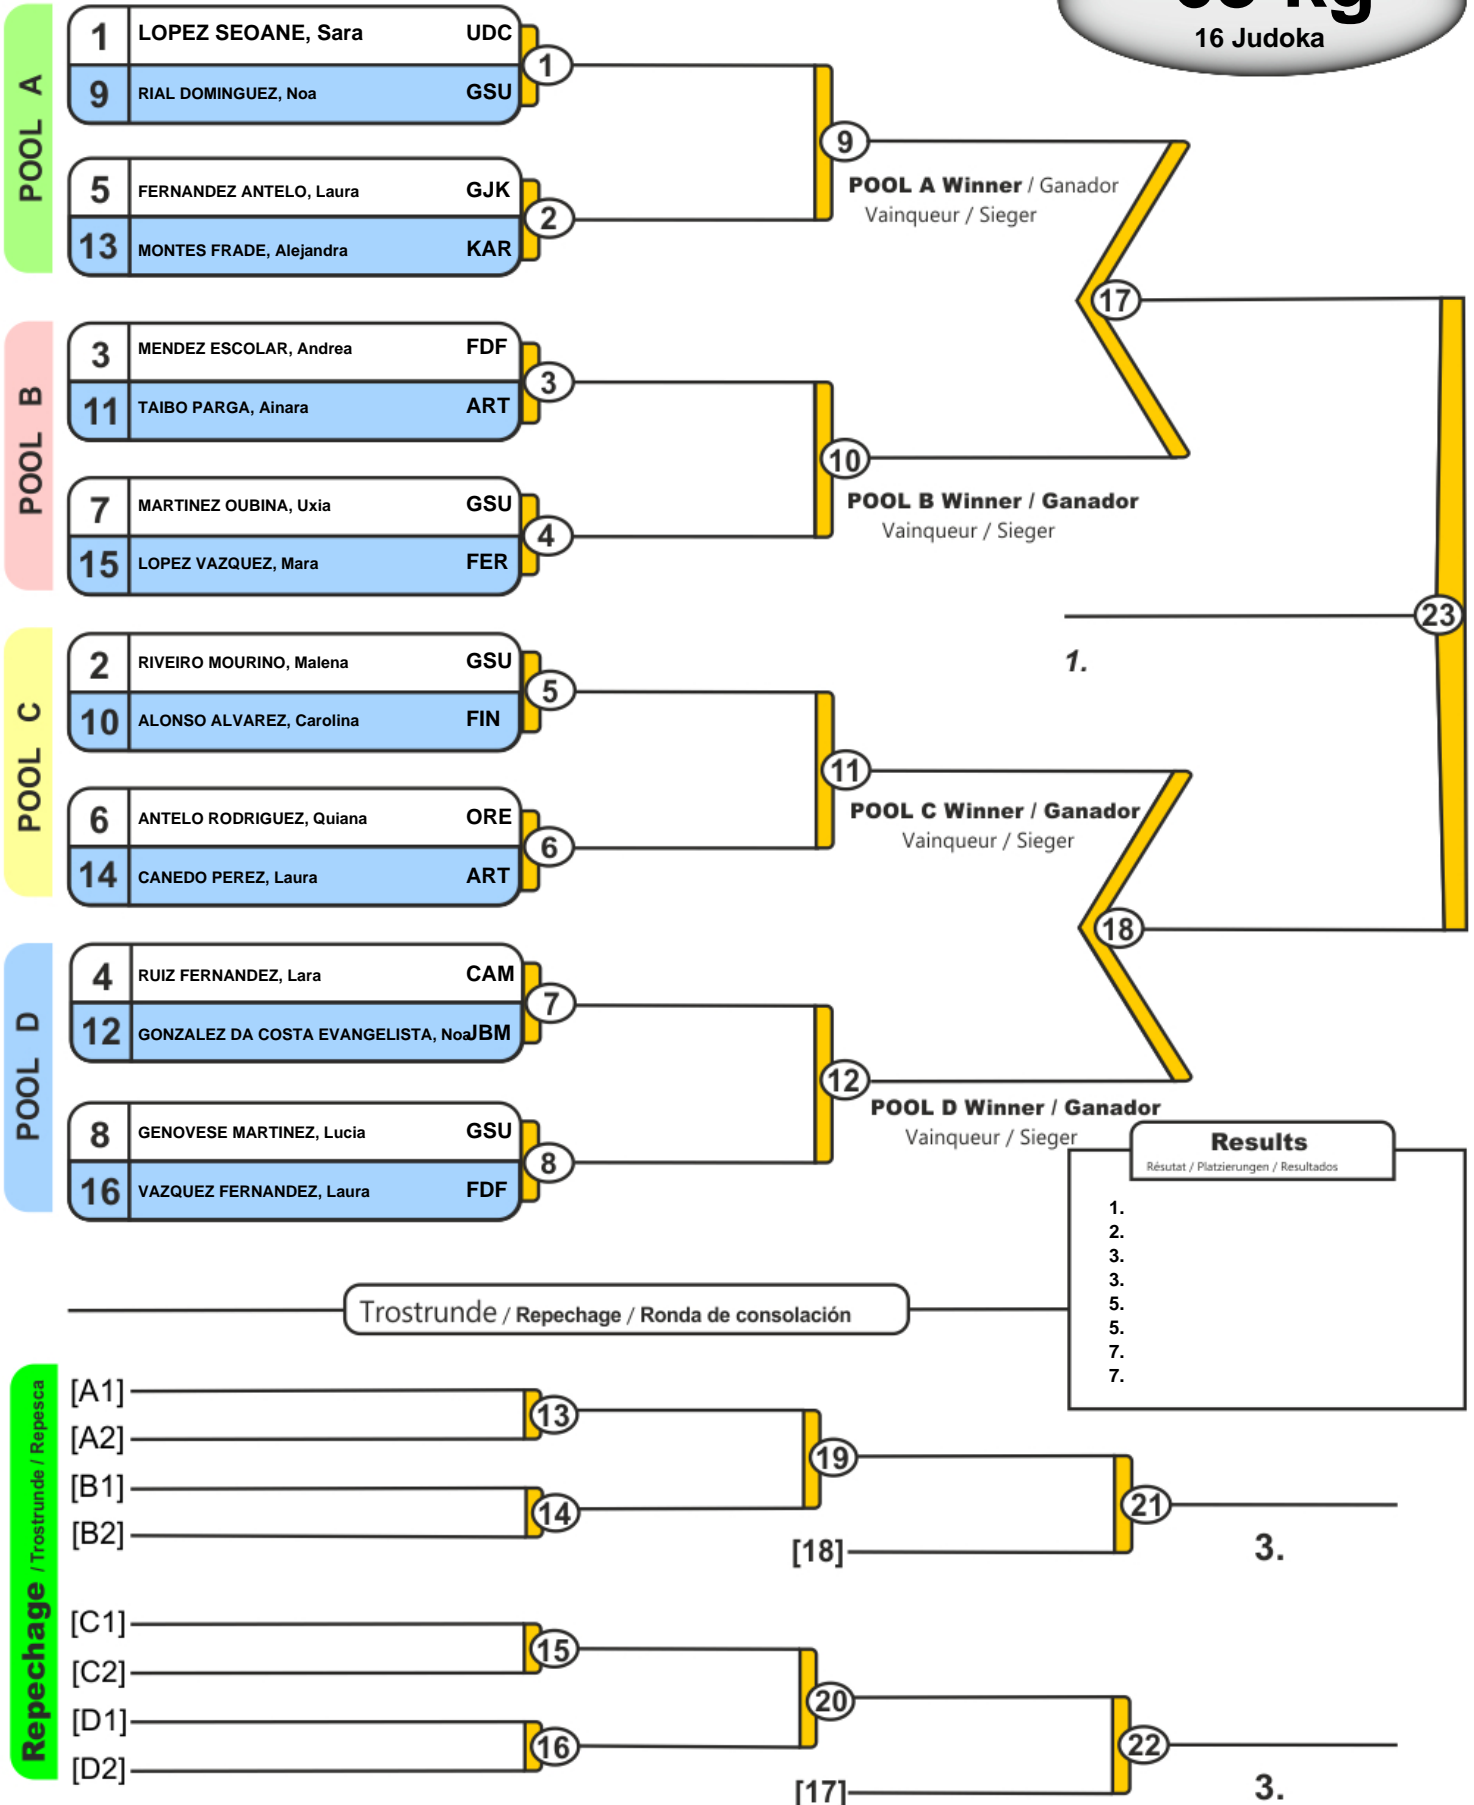 16 Judoka
POOL A
1 LOPEZ SEOANE, Sara UDC
9 RIAL DOMINGUEZ, Noa GSU
1
5 FERNANDEZ ANTELO, Laura GJK
13 MONTES FRADE, Alejandra KAR
2
9
POOL A Winner / Ganador
Vainqueur / Sieger
POOL B
3 MENDEZ ESCOLAR, Andrea FDF
11 TAIBO PARGA, Ainara ART
3
7 MARTINEZ OUBINA, Uxia GSU
15 LOPEZ VAZQUEZ, Mara FER
4
10
POOL B Winner / Ganador
Vainqueur / Sieger
17
23
1.
POOL C
2 RIVEIRO MOURINO, Malena GSU
10 ALONSO ALVAREZ, Carolina FIN
5
6 ANTELO RODRIGUEZ, Quiana ORE
14 CANEDO PEREZ, Laura ART
6
11
POOL C Winner / Ganador
Vainqueur / Sieger
18
POOL D
4 RUIZ FERNANDEZ, Lara CAM
12 GONZALEZ DA COSTA EVANGELISTA, Noa JBM
7
8 GENOVESE MARTINEZ, Lucia GSU
16 VAZQUEZ FERNANDEZ, Laura FDF
8
12
POOL D Winner / Ganador
Vainqueur / Sieger
Results
Résutat / Platzierungen / Resultados
1.
2.
3.
3.
5.
5.
7.
7.
Trostrunde / Repechage / Ronda de consolación
Repechage / Trostrunde / Repesca
[A1]
13
[A2]
19
[B1]
14
[B2]
21
[18]
3.
[C1]
15
[C2]
20
[D1]
16
[D2]
22
[17]
3.